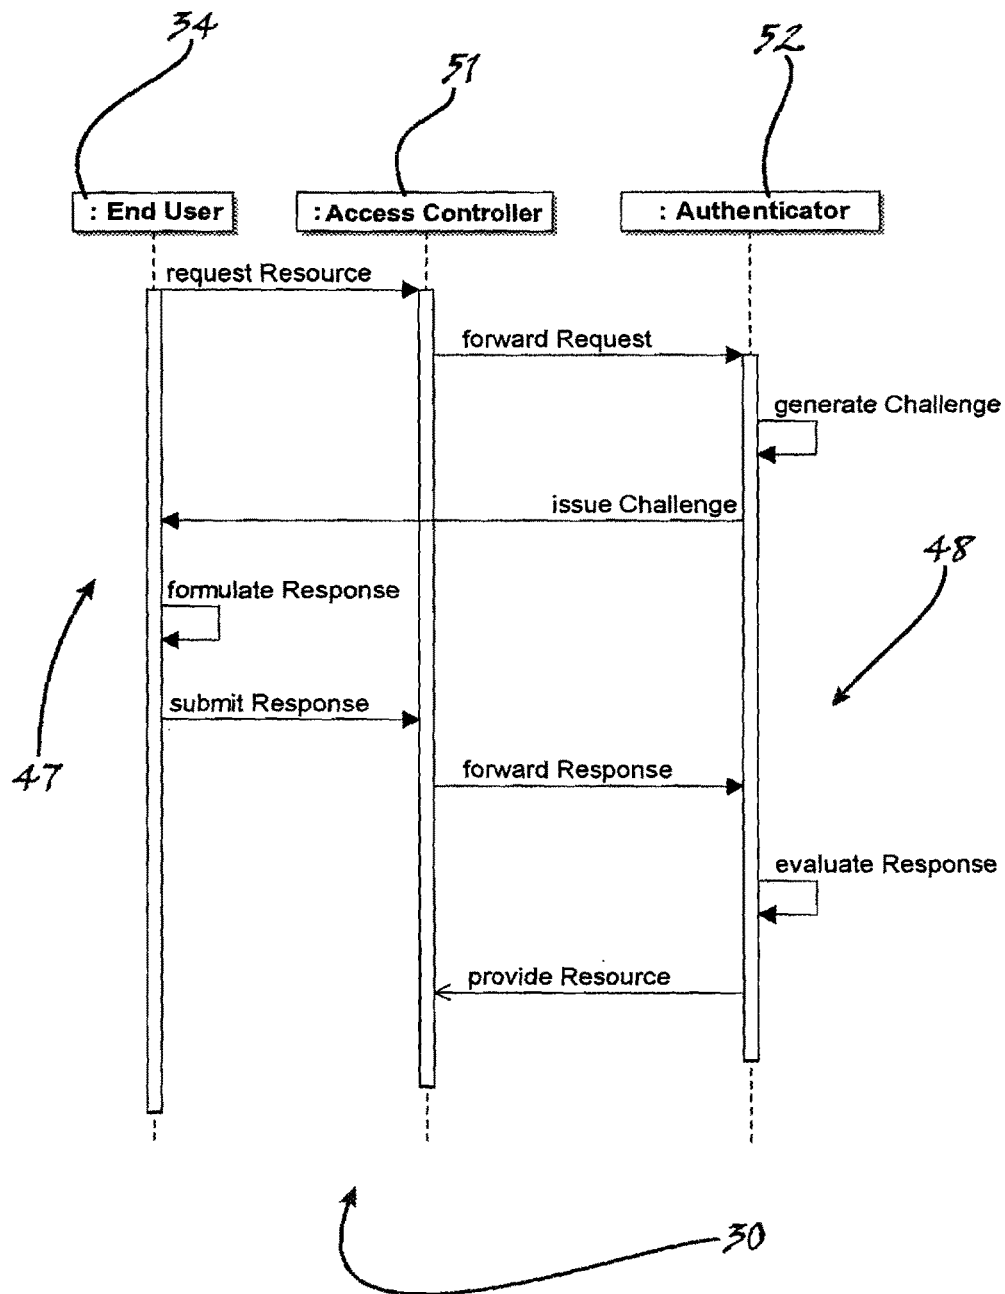 34
51
52
: End User
: Access Controller
: Authenticator
request Resource
forward Request
generate Challenge
issue Challenge
48
formulate Response
submit Response
47
forward Response
evaluate Response
provide Resource
30